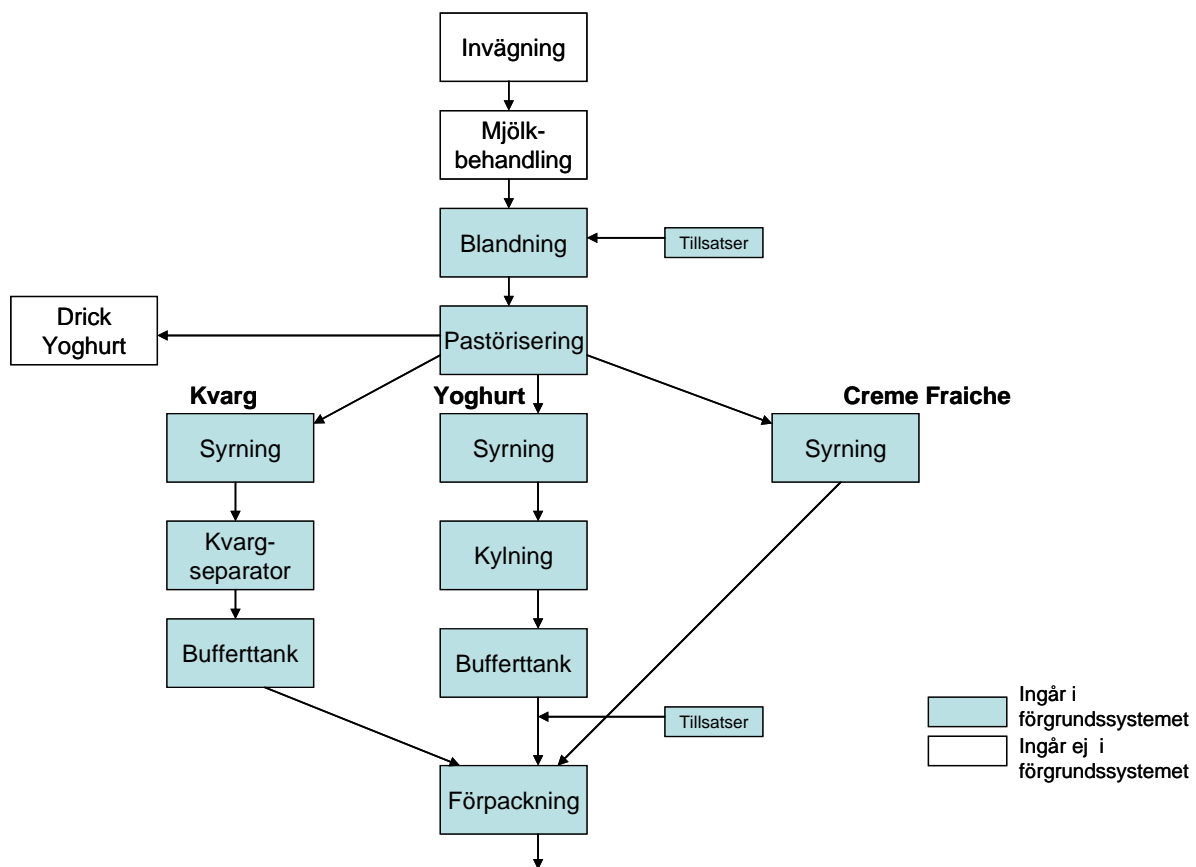 Invägning
Mjölk-
behandling
Blandning
Tillsatser
Drick
Yoghurt
Pastörisering
Kvarg
Yoghurt
Creme Fraiche
Syrning
Syrning
Syrning
Kvarg-
separator
Kylning
Bufferttank
Bufferttank
Tillsatser
Ingår i
förgrundssystemet
Ingår ej i
förgrundssystemet
Förpackning